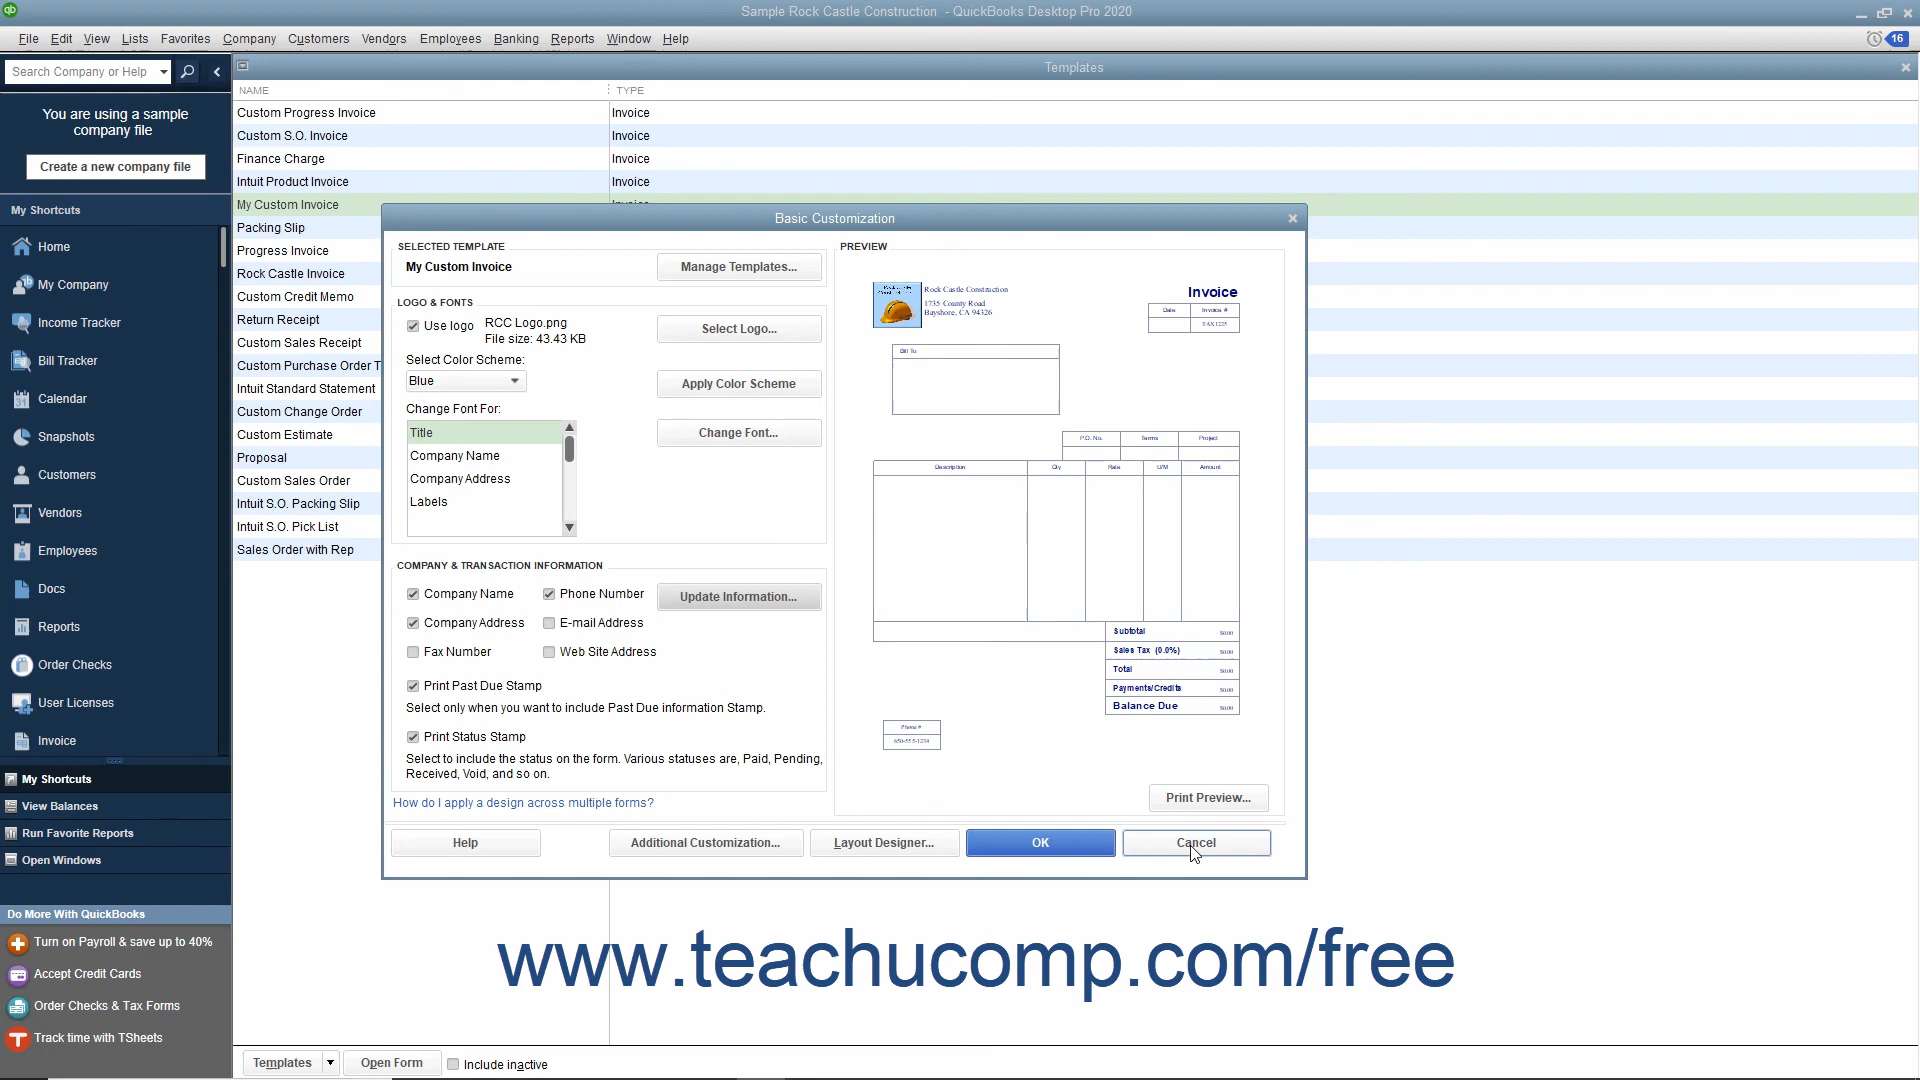 Sample Rock Castle Construction - QuickBooks Desktop Pro 2020
File Edit View Lists Favorites Company Customers Vendors Employees Banking Reports Window Help
16
Search Company or Help
Templates
You are using a sample
company file
Create a new company file
My Shortcuts
Home
My Company
Income Tracker
Bill Tracker
Calendar
Snapshots
Customers
Vendors
Employees
Docs
Reports
Order Checks
User Licenses
Invoice
My Shortcuts
View Balances
Run Favorite Reports
Open Windows
Do More With QuickBooks
Turn on Payroll & save up to 40%
Accept Credit Cards
Order Checks & Tax Forms
Track time with TSheets
NAME TYPE
Custom Progress Invoice Invoice
Custom S.O. Invoice Invoice
Finance Charge Invoice
Intuit Product Invoice Invoice
My Custom Invoice Invoice
Packing Slip
Progress Invoice
Rock Castle Invoice
Custom Credit Memo
Return Receipt
Custom Sales Receipt
Custom Purchase Order T
Intuit Standard Statement
Custom Change Order
Custom Estimate
Proposal
Custom Sales Order
Intuit S.O. Packing Slip
Intuit S.O. Pick List
Sales Order with Rep
Basic Customization
SELECTED TEMPLATE
My Custom Invoice Manage Templates...
LOGO & FONTS
Use logo RCC Logo.png Select Logo...
File size: 43.43 KB
Select Color Scheme:
Blue Apply Color Scheme
Change Font For:
Title Change Font...
Company Name
Company Address
Labels
COMPANY & TRANSACTION INFORMATION
Company Name Phone Number Update Information...
Company Address E-mail Address
Fax Number Web Site Address
Print Past Due Stamp
Select only when you want to include Past Due information Stamp.
Print Status Stamp
Select to include the status on the form. Various statuses are, Paid, Pending,
Received, Void, and so on.
How do I apply a design across multiple forms?
PREVIEW
Rock Castle Construction
1735 County Road
Bayshore, CA 94326
Invoice
Date Invoice #
FAX1225
Bill To
P.O. No. Terms Project
Description Qty Rate U/M Amount
Subtotal $0.00
Sales Tax (0.0%) $0.00
Total $0.00
Payments/Credits $0.00
Balance Due $0.00
Phone #
650-555-1234
Print Preview...
Help Additional Customization... Layout Designer... OK Cancel
www.teachucomp.com/free
Templates Open Form Include inactive